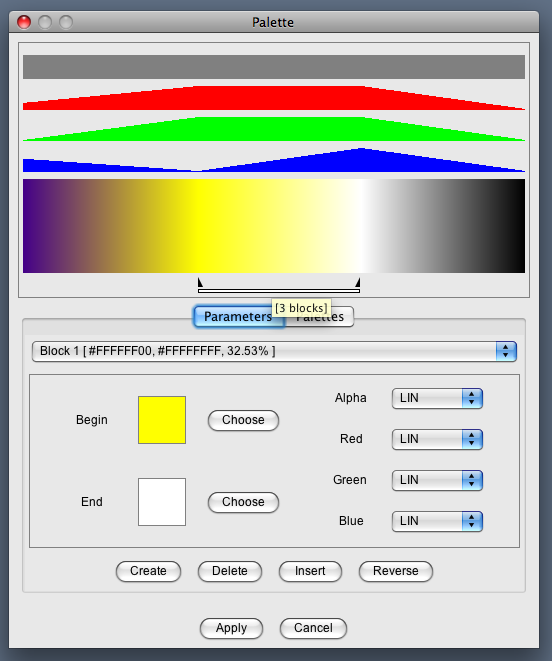 Palette
[3 blocks]
Parameters Palettes
Block 1 [ #FFFFFF00, #FFFFFFFF, 32.53% ]
Alpha LIN
Begin Choose
Red LIN
Green LIN
End Choose
Blue LIN
Create Delete Insert Reverse
Apply Cancel